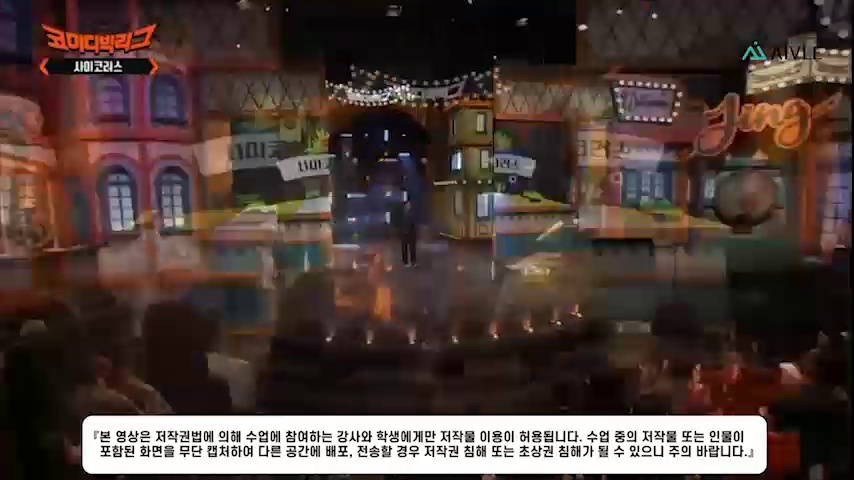 코미디빅리그
사이코러스
AIVLE
Jung
『본 영상은 저작권법에 의해 수업에 참여하는 강사와 학생에게만 저작물 이용이 허용됩니다. 수업 중의 저작물 또는 인물이
포함된 화면을 무단 캡처하여 다른 공간에 배포, 전송할 경우 저작권 침해 또는 초상권 침해가 될 수 있으니 주의 바랍니다.』